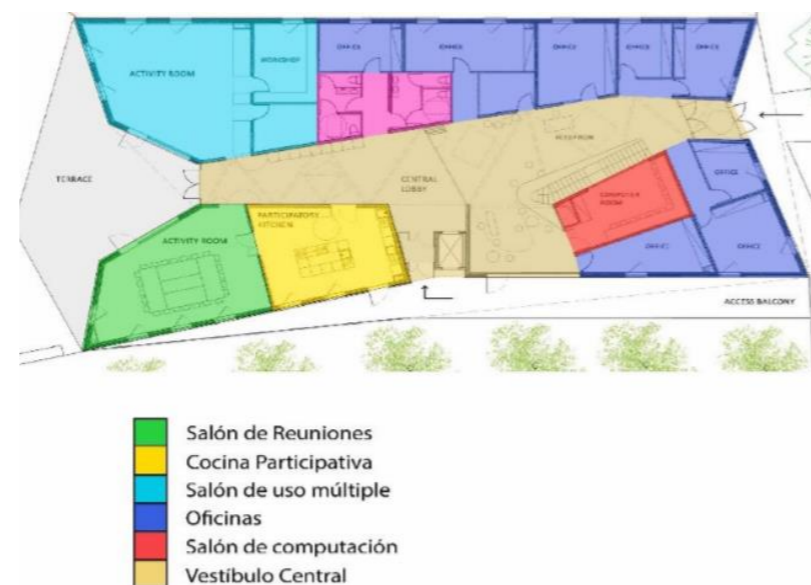 OFFICE
OFFICE
OFFICE
OFFICE
OFFICE
WORKSHOP
ACTIVITY ROOM
RECEPTION
TERRACE
CENTRAL
LOBBY
OFFICE
COMPUTER
ROOM
PARTICIPATORY
KITCHEN
ACTIVITY ROOM
OFFICE
OFFICE
ACCESS BALCONY
Salón de Reuniones
Cocina Participativa
Salón de uso múltiple
Oficinas
Salón de computación
Vestíbulo Central